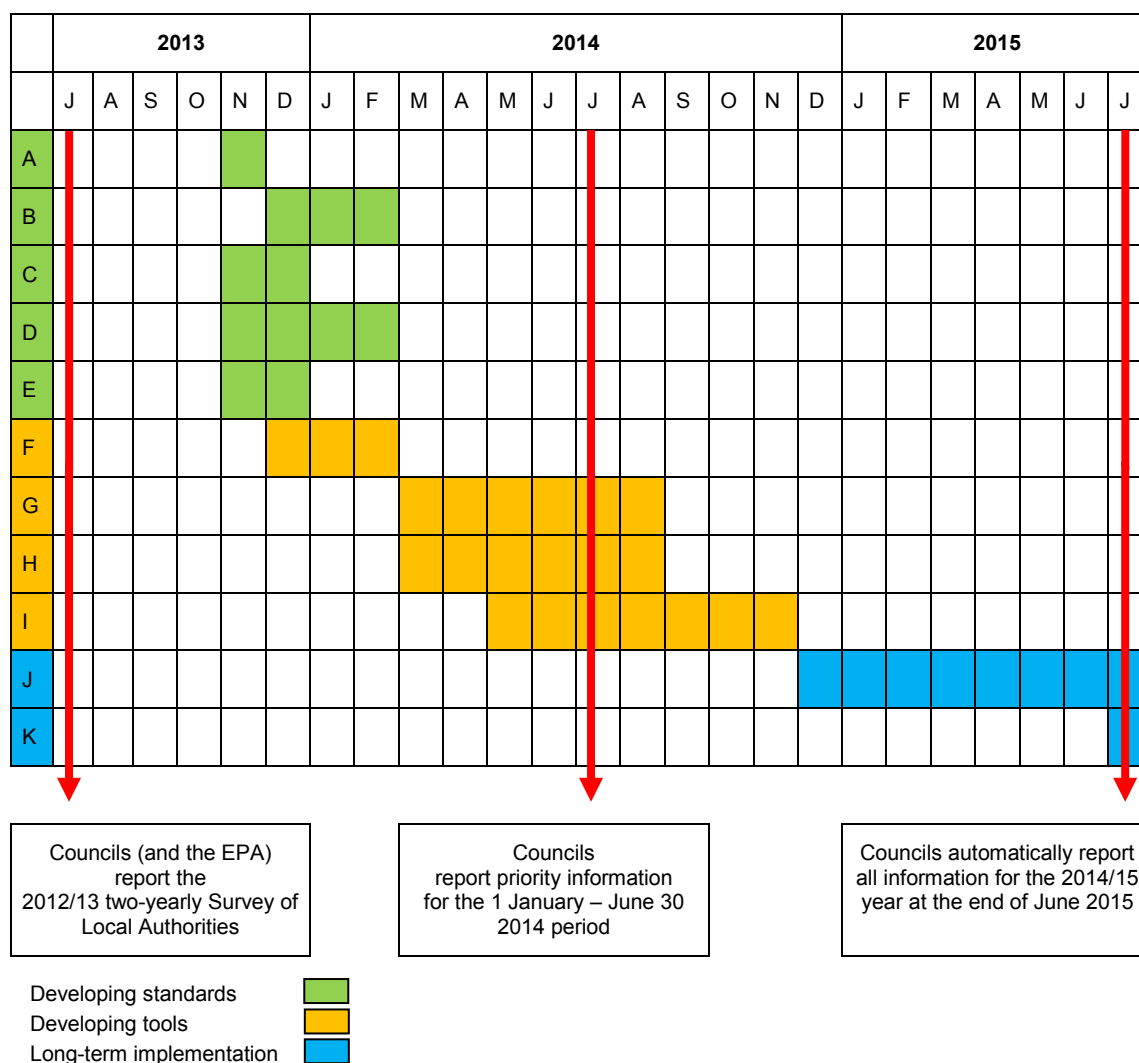 2013 2014 2015
J A S O N D J F M A M J J A S O N D J F M A M J J
A
B
C
D
E
F
G
H
I
J
K
Councils (and the EPA)
report the
2012/13 two-yearly Survey of
Local Authorities
Councils
report priority information
for the 1 January – June 30
2014 period
Councils automatically report
all information for the 2014/15
year at the end of June 2015
Developing standards
Developing tools
Long-term implementation